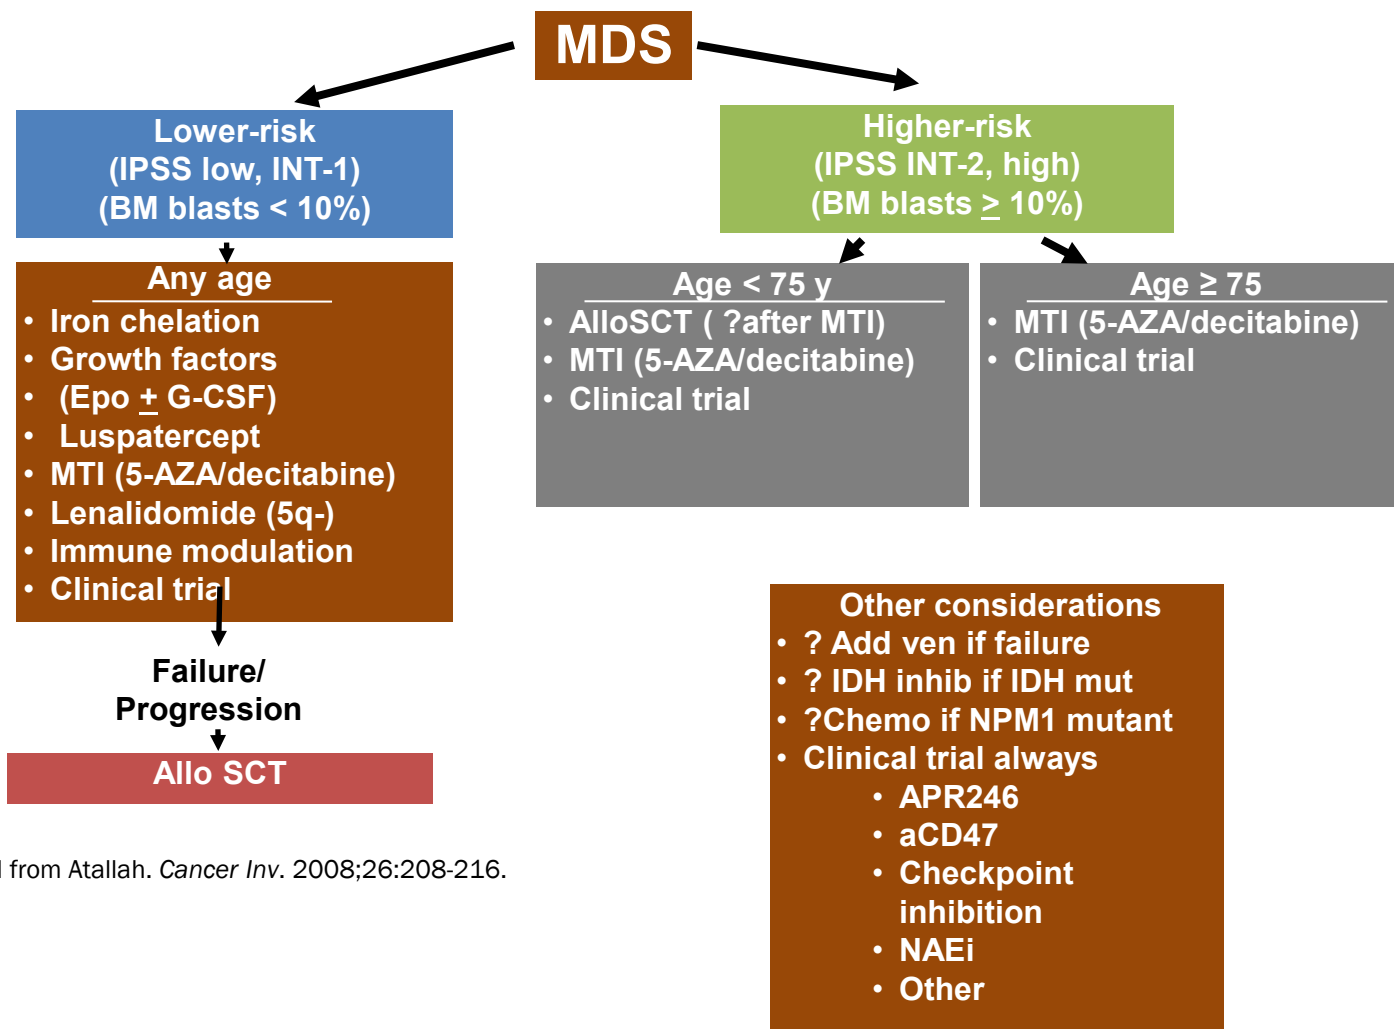 MDS
Lower-risk
(IPSS low, INT-1)
(BM blasts < 10%)
Higher-risk
(IPSS INT-2, high)
(BM blasts ≥ 10%)
Any age
• Iron chelation
• Growth factors
• (Epo ± G-CSF)
• Luspatercept
• MTI (5-AZA/decitabine)
• Lenalidomide (5q-)
• Immune modulation
• Clinical trial
Age < 75 y
• AlloSCT ( ?after MTI)
• MTI (5-AZA/decitabine)
• Clinical trial
Age ≥ 75
• MTI (5-AZA/decitabine)
• Clinical trial
Failure/
Progression
Allo SCT
Other considerations
• ? Add ven if failure
• ? IDH inhib if IDH mut
• ?Chemo if NPM1 mutant
• Clinical trial always
• APR246
• aCD47
• Checkpoint
inhibition
• NAEi
• Other
from Atallah. Cancer Inv. 2008;26:208-216.